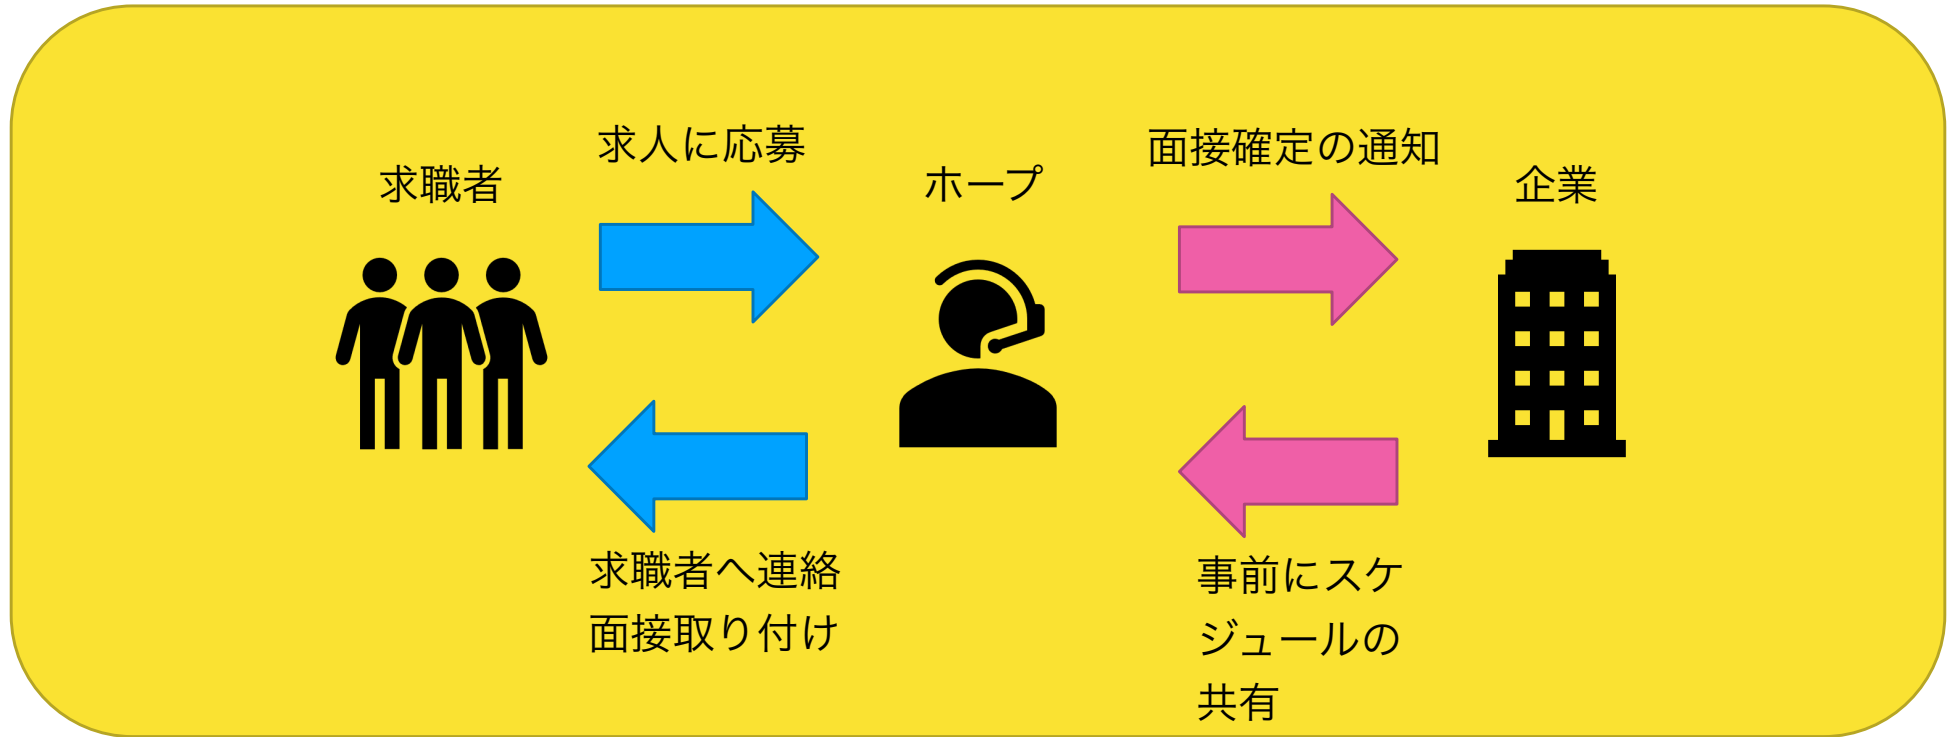 求人に応募
面接確定の通知
求職者
ホープ
企業
求職者へ連絡
面接取り付け
事前にスケ
ジュールの
共有